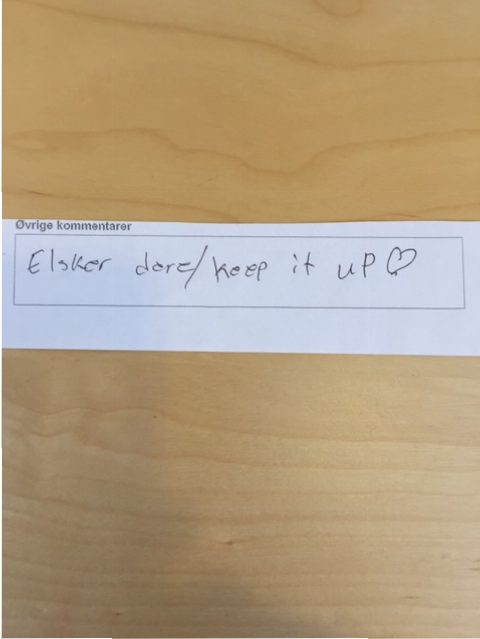 Øvrige kommentarer
Elsker dere/keep it up ♡